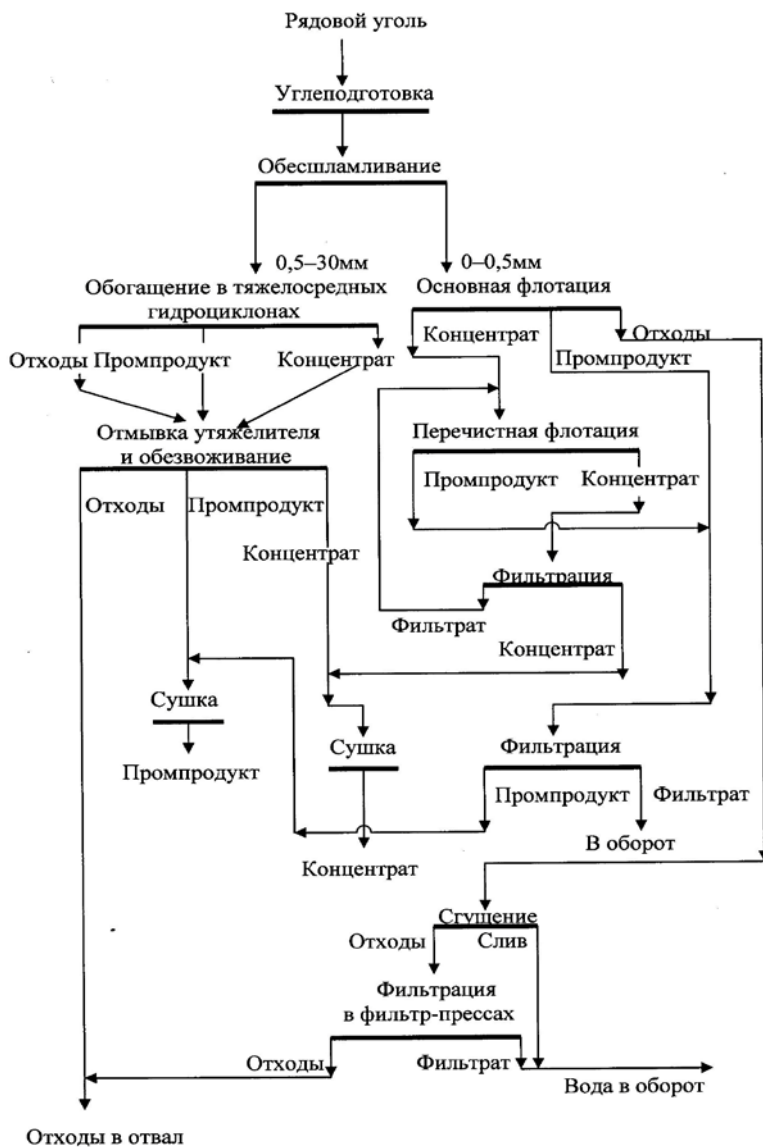 Рядовой уголь
Углеподготовка
Обесшламливание
0,5–30мм
0–0,5мм
Обогащение в тяжелосредных
гидроциклонах
Основная флотация
Концентрат
Отходы
Промпродукт
Отходы Промпродукт
Концентрат
Отмывка утяжелителя
и обезвоживание
Перечистная флотация
Промпродукт
Концентрат
Отходы
Промпродукт
Концентрат
Фильтрация
Фильтрат
Концентрат
Сушка
Промпродукт
Сушка
Концентрат
Фильтрация
Промпродукт
Фильтрат
В оборот
Сгущение
Отходы
Слив
Фильтрация
в фильтр-прессах
Отходы
Фильтрат
Вода в оборот
Отходы в отвал